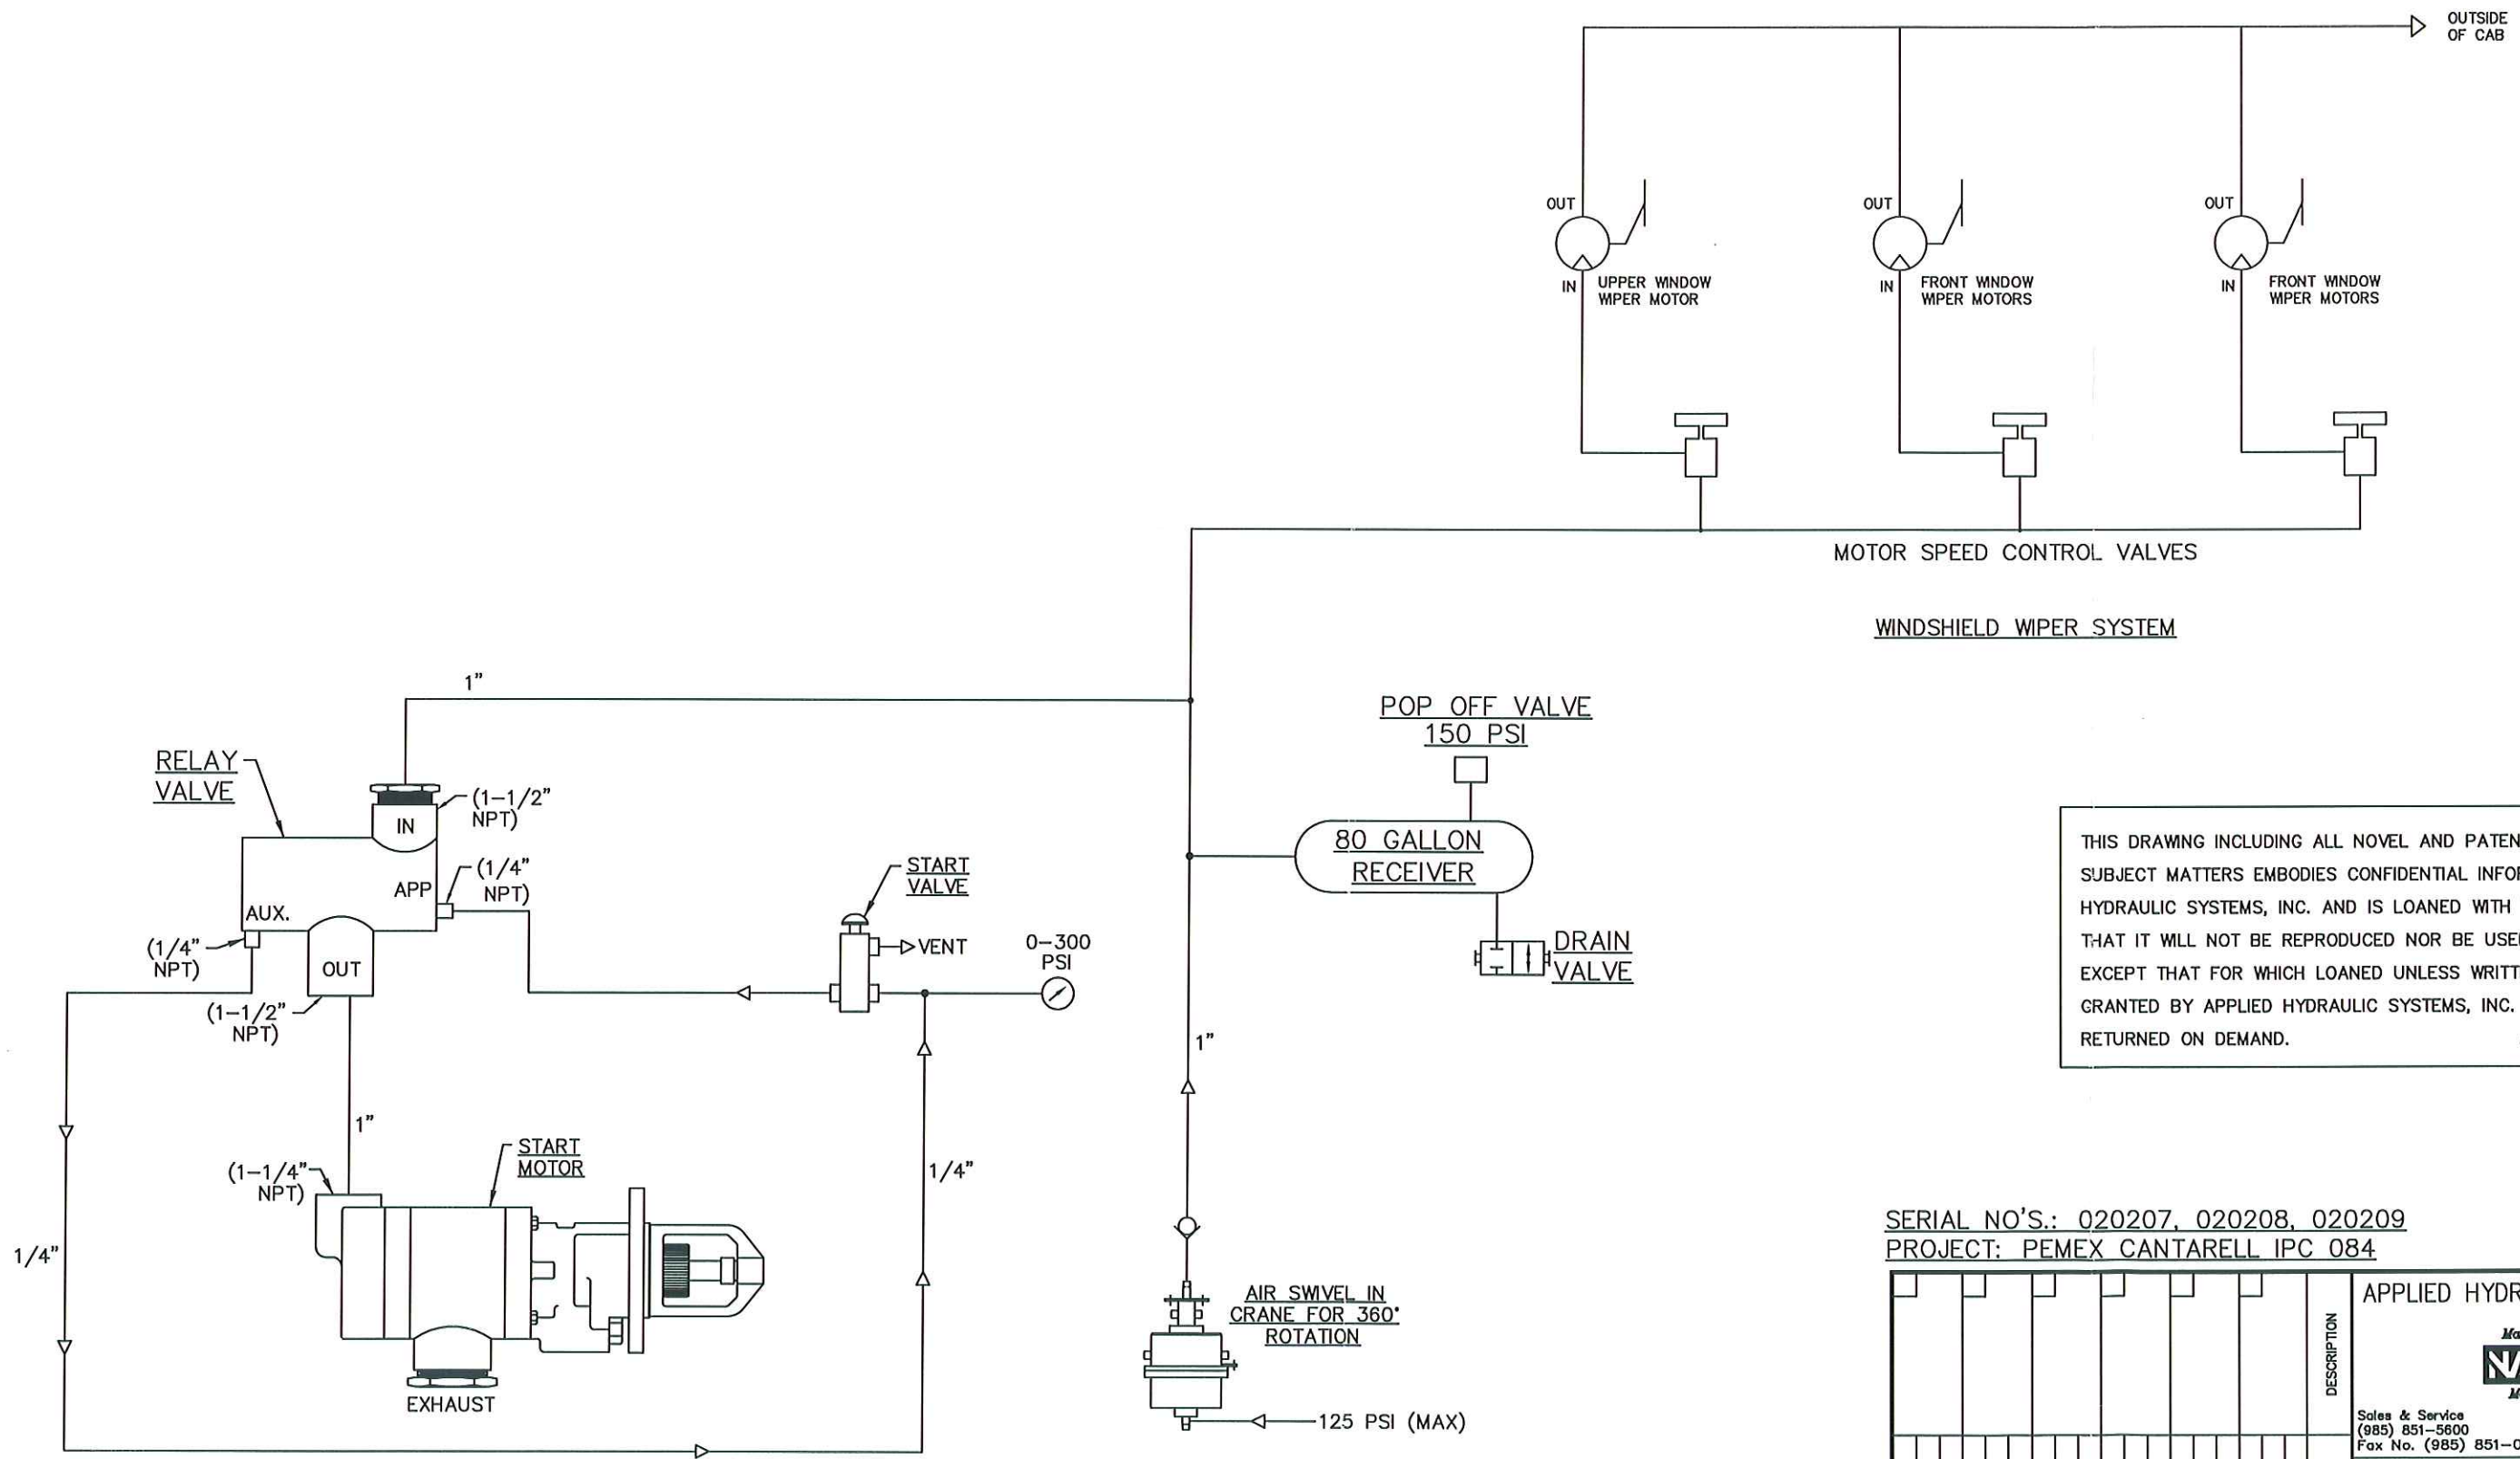 OUTSIDE
OF CAB
OUT
OUT
OUT
IN
UPPER WINDOW
WIPER MOTOR
IN
FRONT WINDOW
WIPER MOTORS
IN
FRONT WINDOW
WIPER MOTORS
MOTOR SPEED CONTROL VALVES
WINDSHIELD WIPER SYSTEM
1"
RELAY
VALVE
(1-1/2"
NPT)
IN
APP
(1/4"
NPT)
AUX.
(1/4"
NPT)
OUT
(1-1/2"
NPT)
START
VALVE
VENT
0-300
PSI
POP OFF VALVE
150 PSI
80 GALLON
RECEIVER
DRAIN
VALVE
1"
1"
(1-1/4"
NPT)
START
MOTOR
1/4"
1/4"
EXHAUST
AIR SWIVEL IN
CRANE FOR 360°
ROTATION
125 PSI (MAX)
THIS DRAWING INCLUDING ALL NOVEL AND PATEN
SUBJECT MATTERS EMBODIES CONFIDENTIAL INFO
HYDRAULIC SYSTEMS, INC. AND IS LOANED WITH
THAT IT WILL NOT BE REPRODUCED NOR BE USE
EXCEPT THAT FOR WHICH LOANED UNLESS WRITT
GRANTED BY APPLIED HYDRAULIC SYSTEMS, INC.
RETURNED ON DEMAND.
SERIAL NO'S.: 020207, 020208, 020209
PROJECT: PEMEX CANTARELL IPC 084
DESCRIPTION
APPLIED HYDR
Sales & Service
(985) 851-5600
Fax No. (985) 851-0